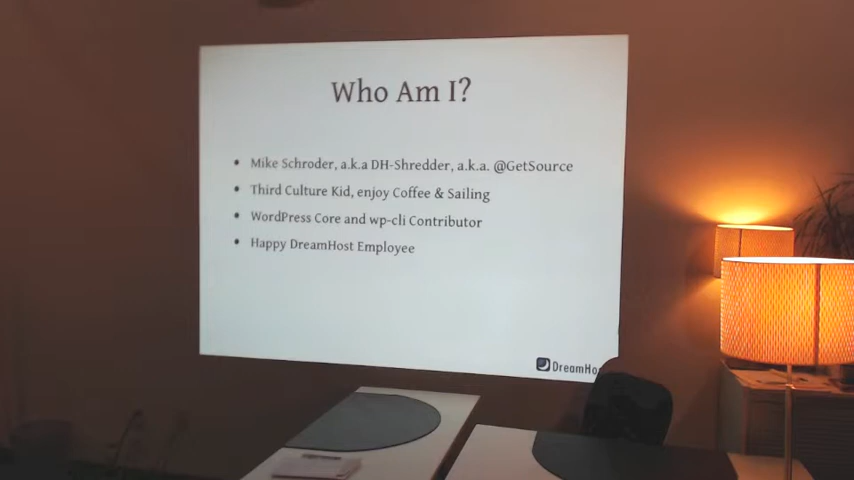 Who Am I?
• Mike Schroder, a.k.a DH-Shredder, a.k.a. @GetSource
• Third Culture Kid, enjoy Coffee & Sailing
• WordPress Core and wp-cli Contributor
• Happy DreamHost Employee
DreamHo